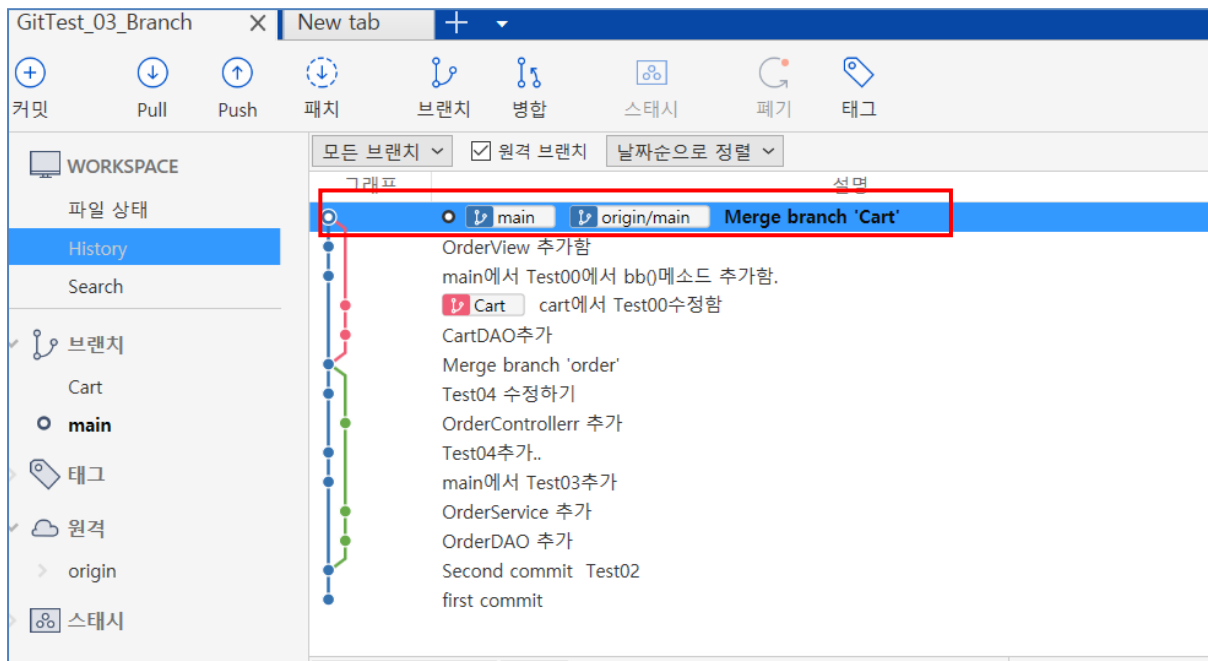 GitTest_03_Branch
New tab
커밋 Pull Push 패치 브랜치 병합 스태시 폐기 태그
WORKSPACE
파일 상태
History
Search
브랜치
Cart
main
태그
원격
origin
스태시
모든 브랜치 원격 브랜치 날짜순으로 정렬
그래프 설명
main origin/main Merge branch 'Cart'
OrderView 추가함
main에서 Test00에서 bb()메소드 추가함.
Cart cart에서 Test00수정함
CartDAO추가
Merge branch 'order'
Test04 수정하기
OrderControllerr 추가
Test04추가..
main에서 Test03추가
OrderService 추가
OrderDAO 추가
Second commit Test02
first commit